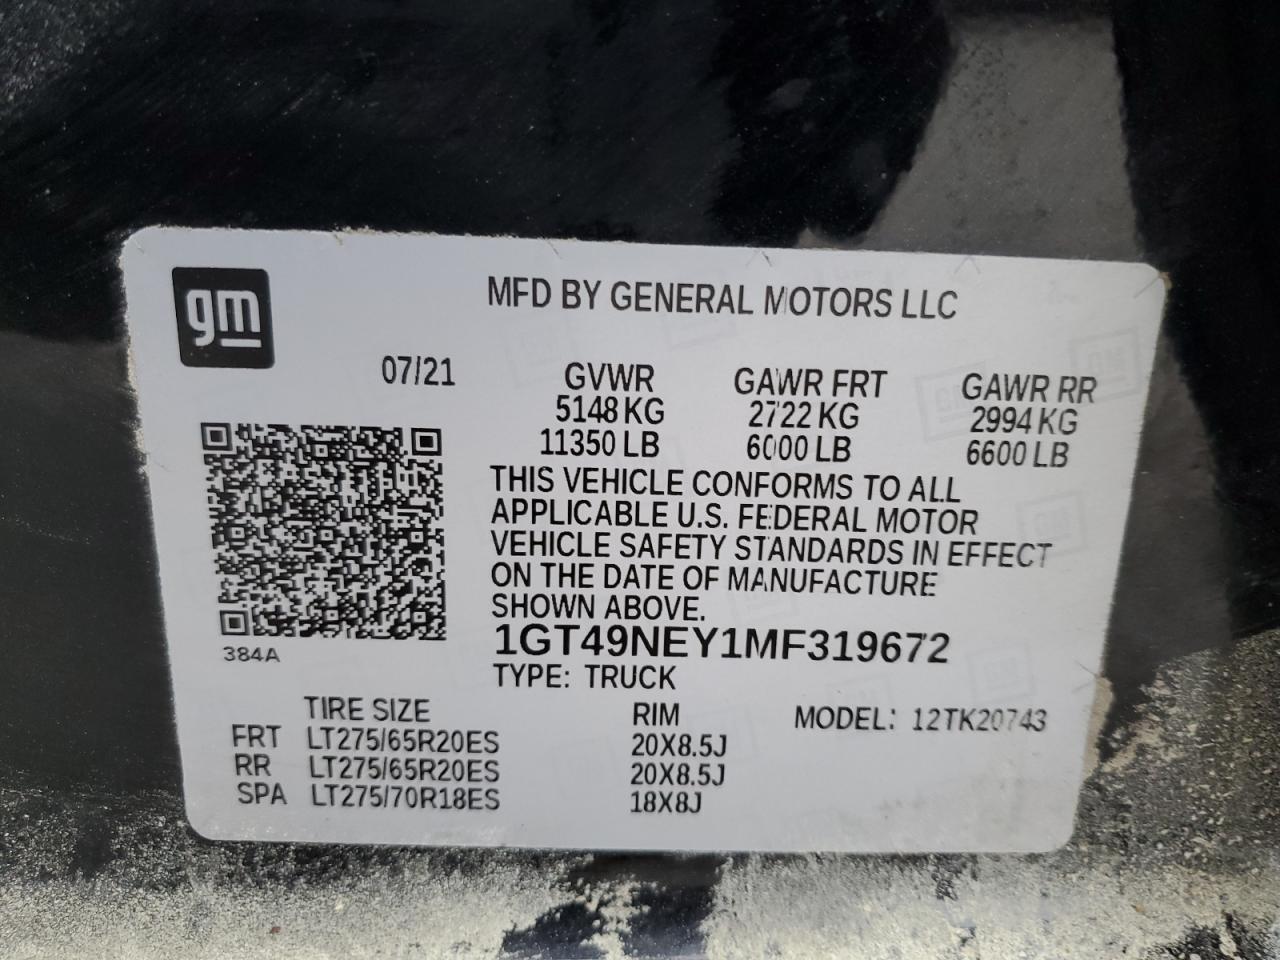 gm
MFD BY GENERAL MOTORS LLC
07/21
GVWR GAWR FRT GAWR RR
5148 KG 2722 KG 2994 KG
11350 LB 6000 LB 6600 LB
THIS VEHICLE CONFORMS TO ALL
APPLICABLE U.S. FEDERAL MOTOR
VEHICLE SAFETY STANDARDS IN EFFECT
ON THE DATE OF MANUFACTURE
SHOWN ABOVE.
384A
1GT49NEY1MF319672
TYPE: TRUCK
TIRE SIZE RIM MODEL: 12TK20743
FRT LT275/65R20ES 20X8.5J
RR LT275/65R20ES 20X8.5J
SPA LT275/70R18ES 18X8J